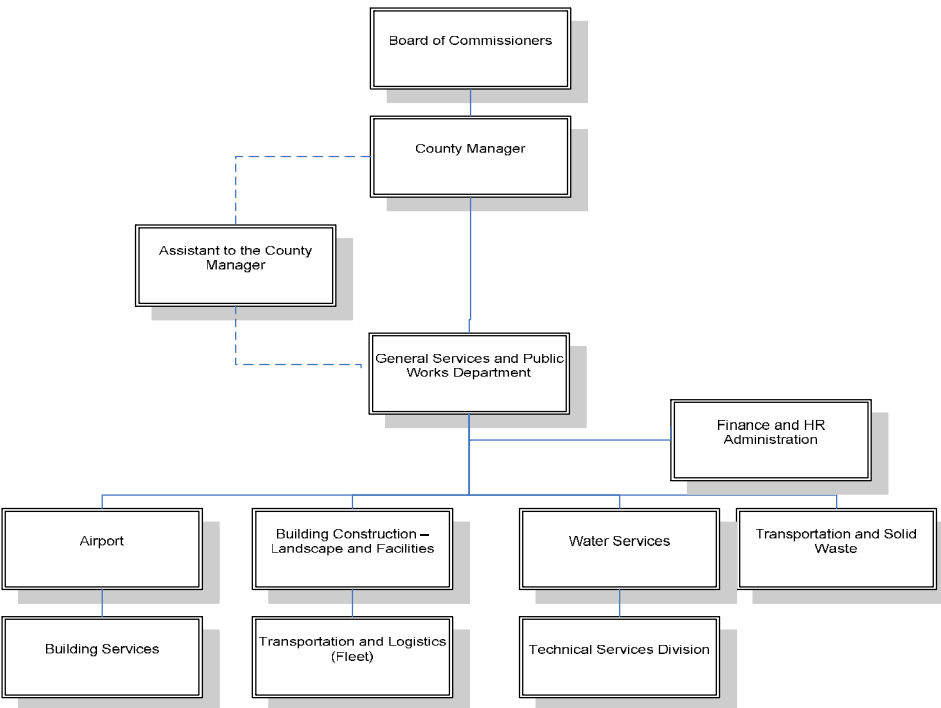 Board of Commissioners
County Manager
Assistant to the County
Manager
General Services and Public
Works Department
Finance and HR
Administration
Airport
Building Construction –
Landscape and Facilities
Water Services
Transportation and Solid
Waste
Building Services
Transportation and Logistics
(Fleet)
Technical Services Division